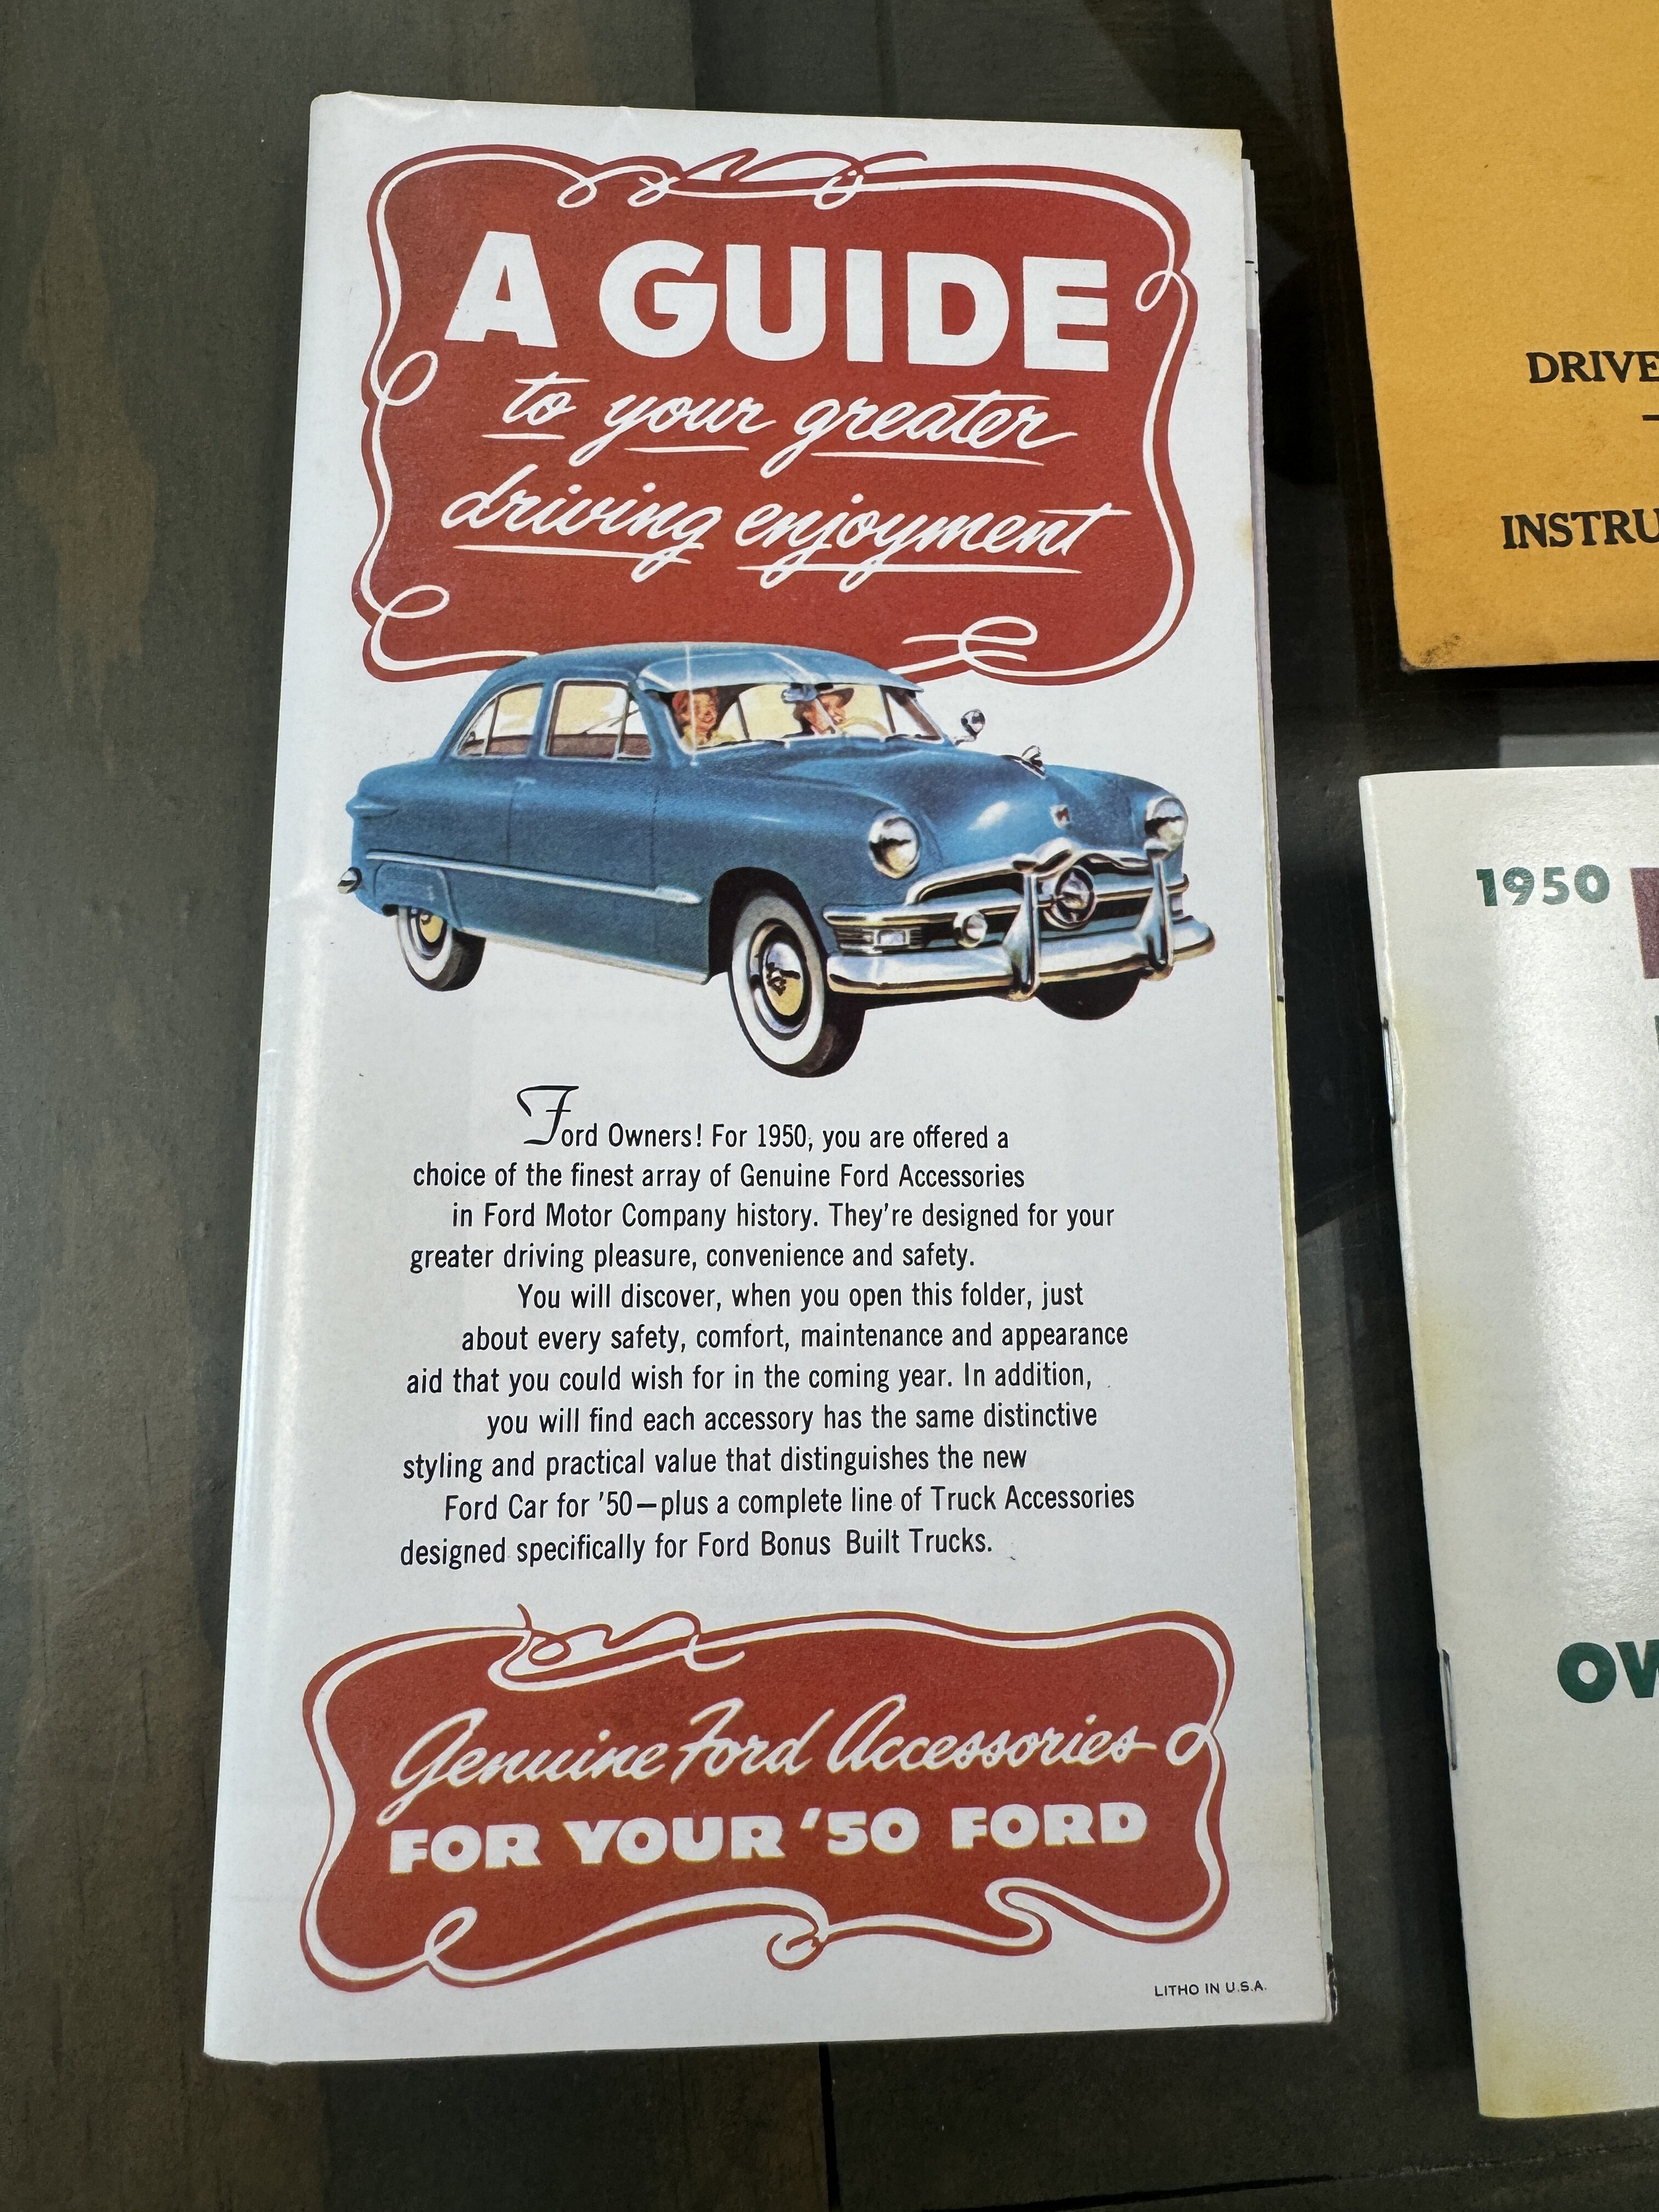 A GUIDE
to your greater
driving enjoyment
Ford Owners! For 1950, you are offered a
choice of the finest array of Genuine Ford Accessories
in Ford Motor Company history. They're designed for your
greater driving pleasure, convenience and safety.
You will discover, when you open this folder, just
about every safety, comfort, maintenance and appearance
aid that you could wish for in the coming year. In addition,
you will find each accessory has the same distinctive
styling and practical value that distinguishes the new
Ford Car for '50—plus a complete line of Truck Accessories
designed specifically for Ford Bonus Built Trucks.
Genuine Ford Accessories
FOR YOUR '50 FORD
LITHO IN U.S.A.
DRIVE
INSTRU
1950
OW